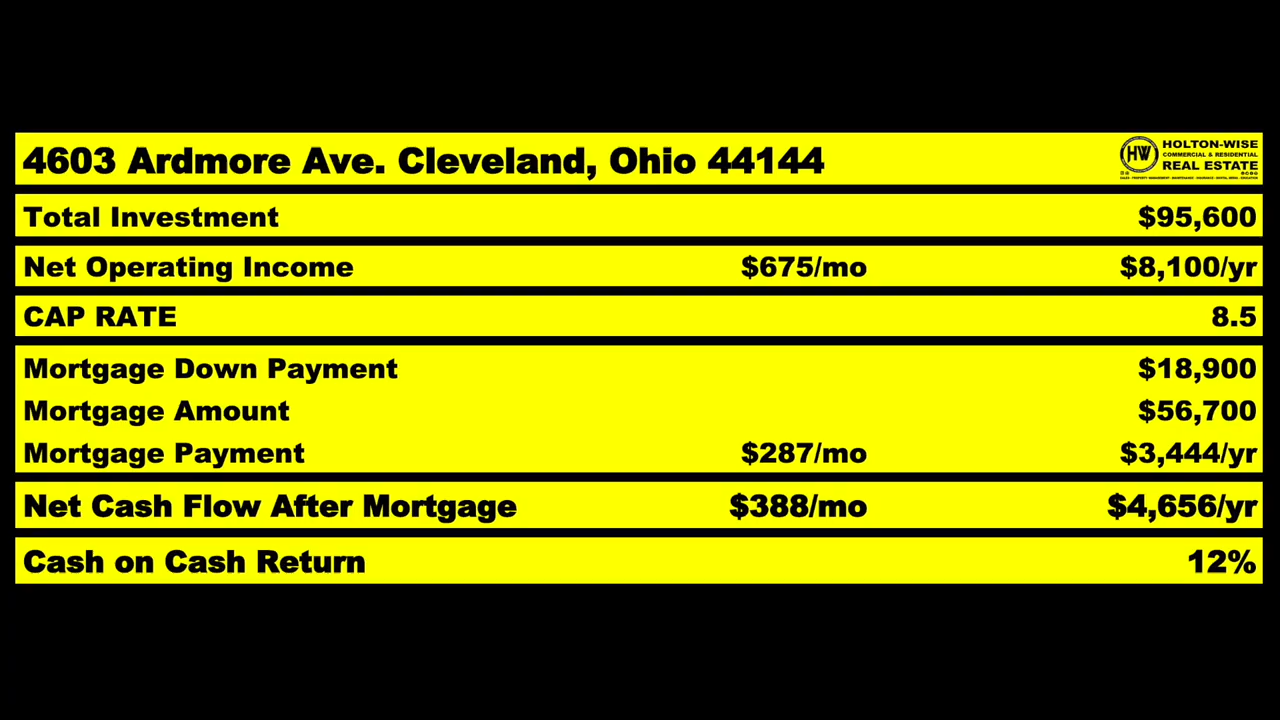 4603 Ardmore Ave. Cleveland, Ohio 44144
HW
HOLTON-WISE
COMMERCIAL & RESIDENTIAL
REAL ESTATE
Total Investment $95,600
Net Operating Income $675/mo $8,100/yr
CAP RATE 8.5
Mortgage Down Payment $18,900
Mortgage Amount $56,700
Mortgage Payment $287/mo $3,444/yr
Net Cash Flow After Mortgage $388/mo $4,656/yr
Cash on Cash Return 12%